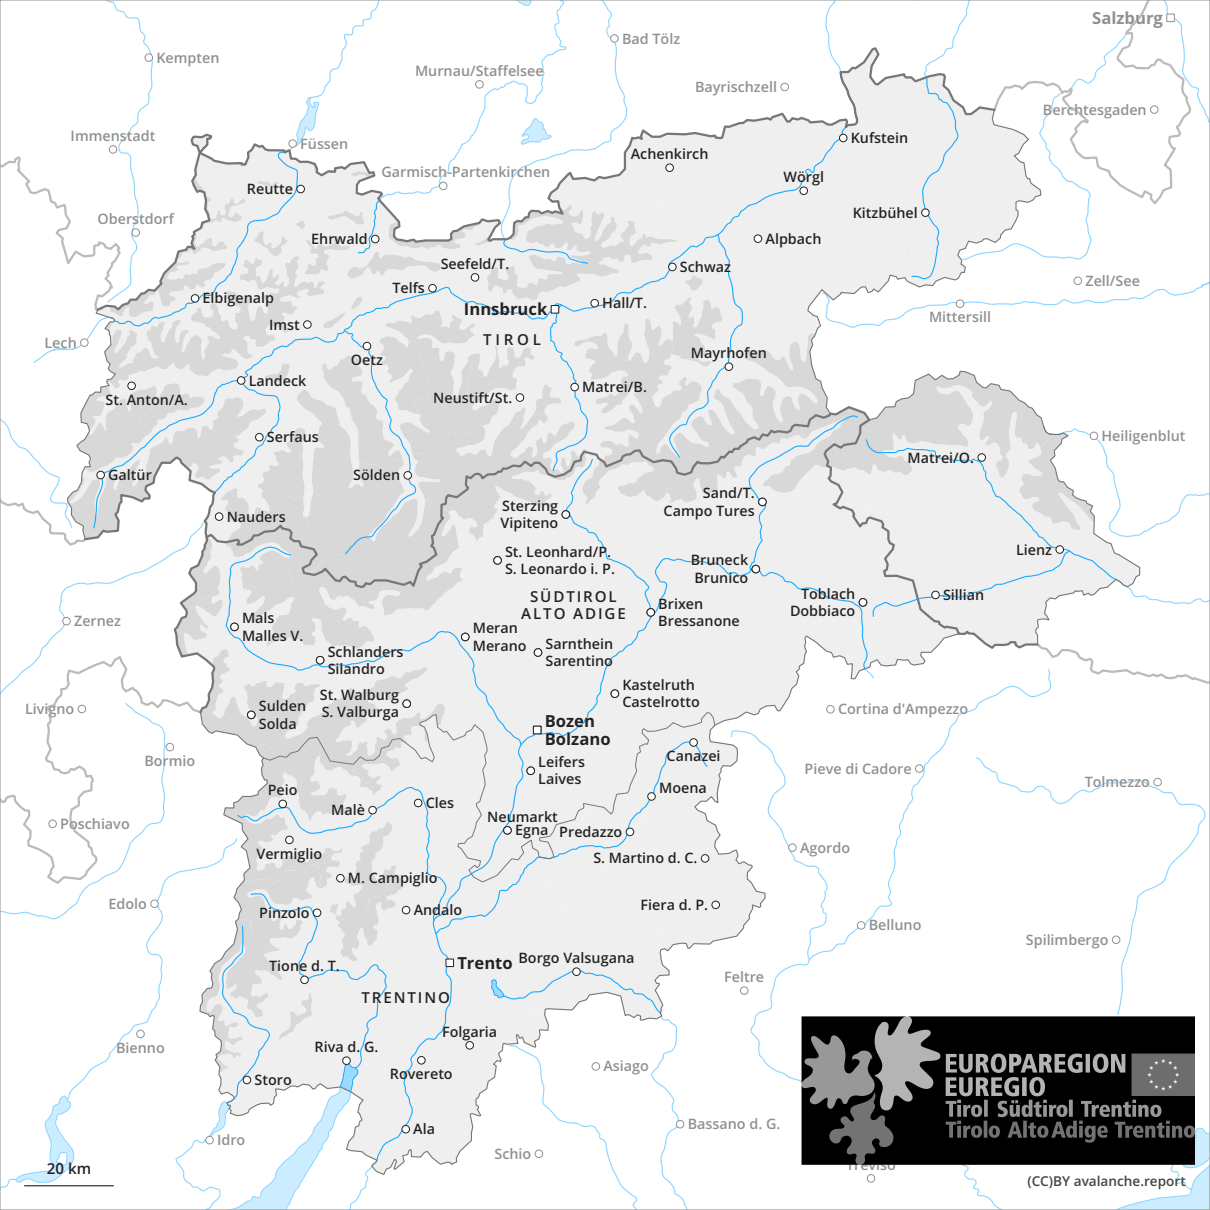 Salzburg
Bad Tölz
Kempten
Murnau/Staffelsee
Bayrischzell
Berchtesgaden
Immenstadt
Füssen
Kufstein
Achenkirch
Garmisch-Partenkirchen
Wörgl
Reutte
Oberstdorf
Kitzbühel
Ehrwald
Alpbach
Seefeld/T.
Schwaz
Zell/See
Telfs
Elbigenalp
Hall/T.
Innsbruck
Mittersill
Imst
TIROL
Lech
Oetz
Mayrhofen
Landeck
Matrei/B.
St. Anton/A.
Neustift/St.
Serfaus
Heiligenblut
Matrei/O.
Galtür
Sölden
Sand/T.
Campo Tures
Sterzing
Vipiteno
Nauders
St. Leonhard/P.
S. Leonardo i. P.
Lienz
Bruneck
Brunico
SÜDTIROL
ALTO ADIGE
Toblach
Dobbiaco
Sillian
Brixen
Bressanone
Zernez
Mals
Malles V.
Meran
Merano
Sarnthein
Sarentino
Schlanders
Silandro
Kastelruth
Castelrotto
St. Walburg
S. Valburga
Livigno
Sulden
Solda
Cortina d'Ampezzo
Bozen
Bolzano
Bormio
Canazei
Leifers
Laives
Pieve di Cadore
Tolmezzo
Peio
Moena
Malè
Cles
Neumarkt
Egna
Predazzo
Poschiavo
Vermiglio
Agordo
S. Martino d. C.
M. Campiglio
Edolo
Pinzolo
Andalo
Fiera d. P.
Belluno
Spilimbergo
Trento
Borgo Valsugana
Tione d. T.
Feltre
TRENTINO
Folgaria
Bienno
Riva d. G.
Asiago
Rovereto
Storo
EUROPAREGION
EUREGIO
Tirol Südtirol Trentino
Tirolo Alto Adige Trentino
Bassano d. G.
Ala
Idro
Schio
Treviso
20 km
(CC)BY avalanche.report